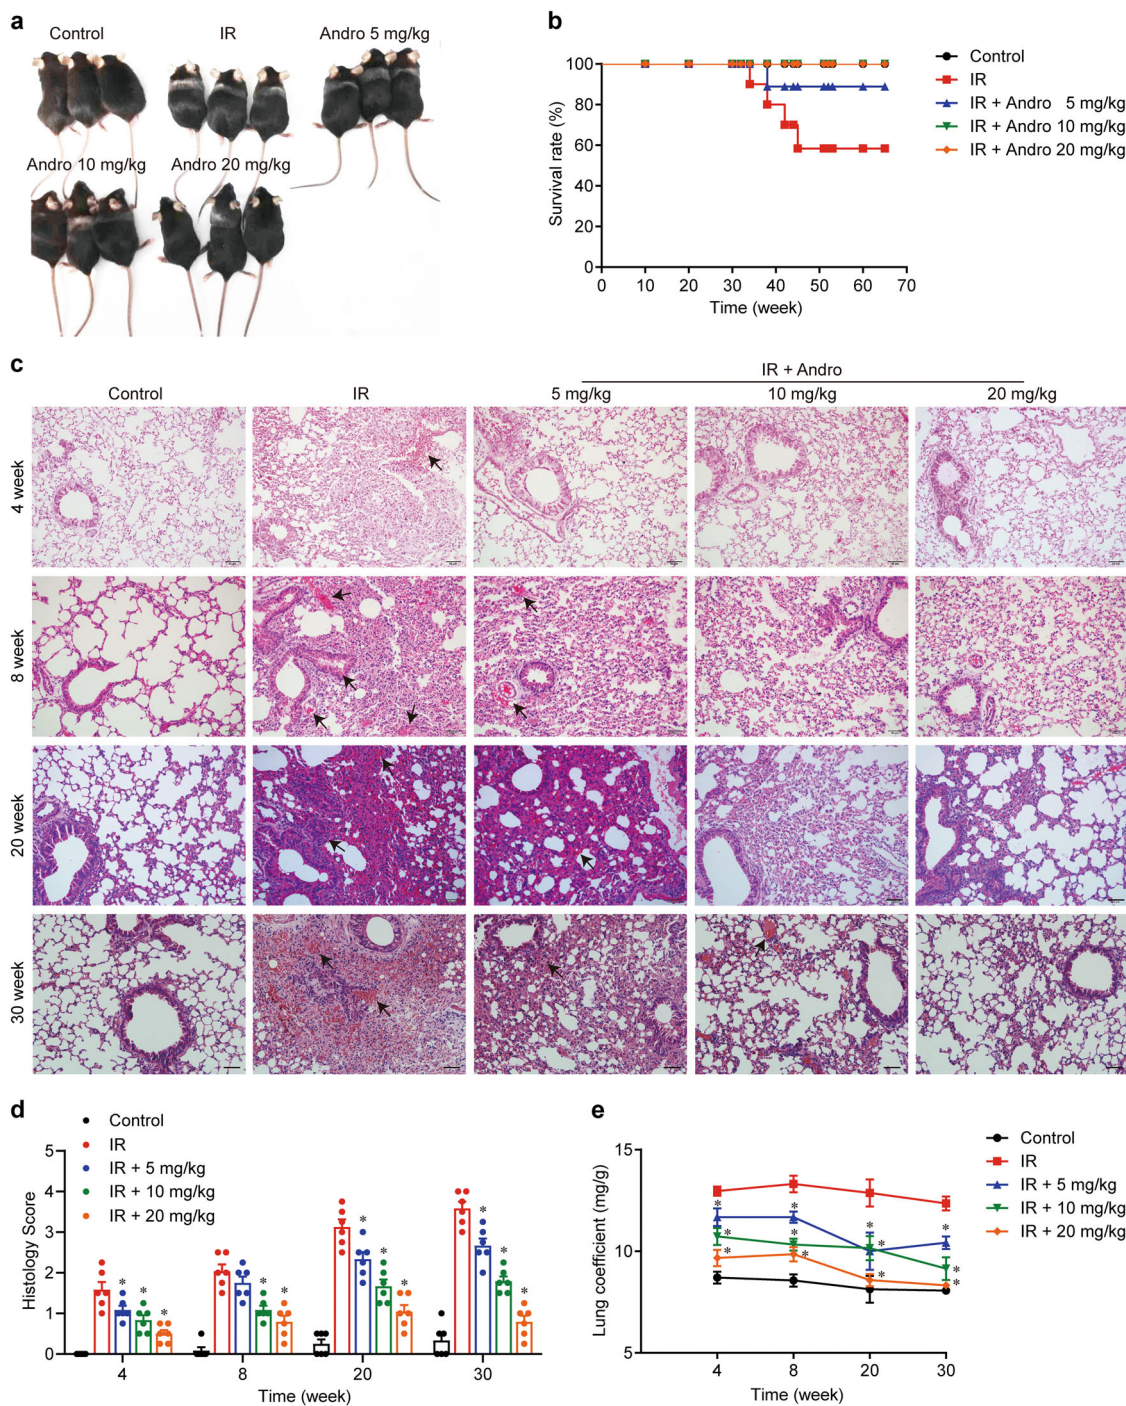 a
Control
IR
Andro 5 mg/kg
Andro 10 mg/kg
Andro 20 mg/kg
b
Survival rate (%)
100
80
60
40
20
0
0 10 20 30 40 50 60 70
Time (week)
Control
IR
IR + Andro 5 mg/kg
IR + Andro 10 mg/kg
IR + Andro 20 mg/kg
c
IR + Andro
Control IR 5 mg/kg 10 mg/kg 20 mg/kg
4 week
8 week
20 week
30 week
d
Control
IR
IR + 5 mg/kg
IR + 10 mg/kg
IR + 20 mg/kg
Histology Score
5
4
3
2
1
0
* * *
* *
* * *
* * *
4 8 20 30
Time (week)
e
Lung coefficient (mg/g)
15
10
5
* * * *
* * * *
* * * *
4 8 20 30
Time (week)
Control
IR
IR + 5 mg/kg
IR + 10 mg/kg
IR + 20 mg/kg